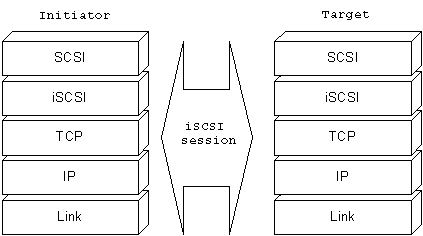 Initiator
Target
SCSI
SCSI
iSCSI
iSCSI
TCP
iSCSI
session
TCP
IP
IP
Link
Link